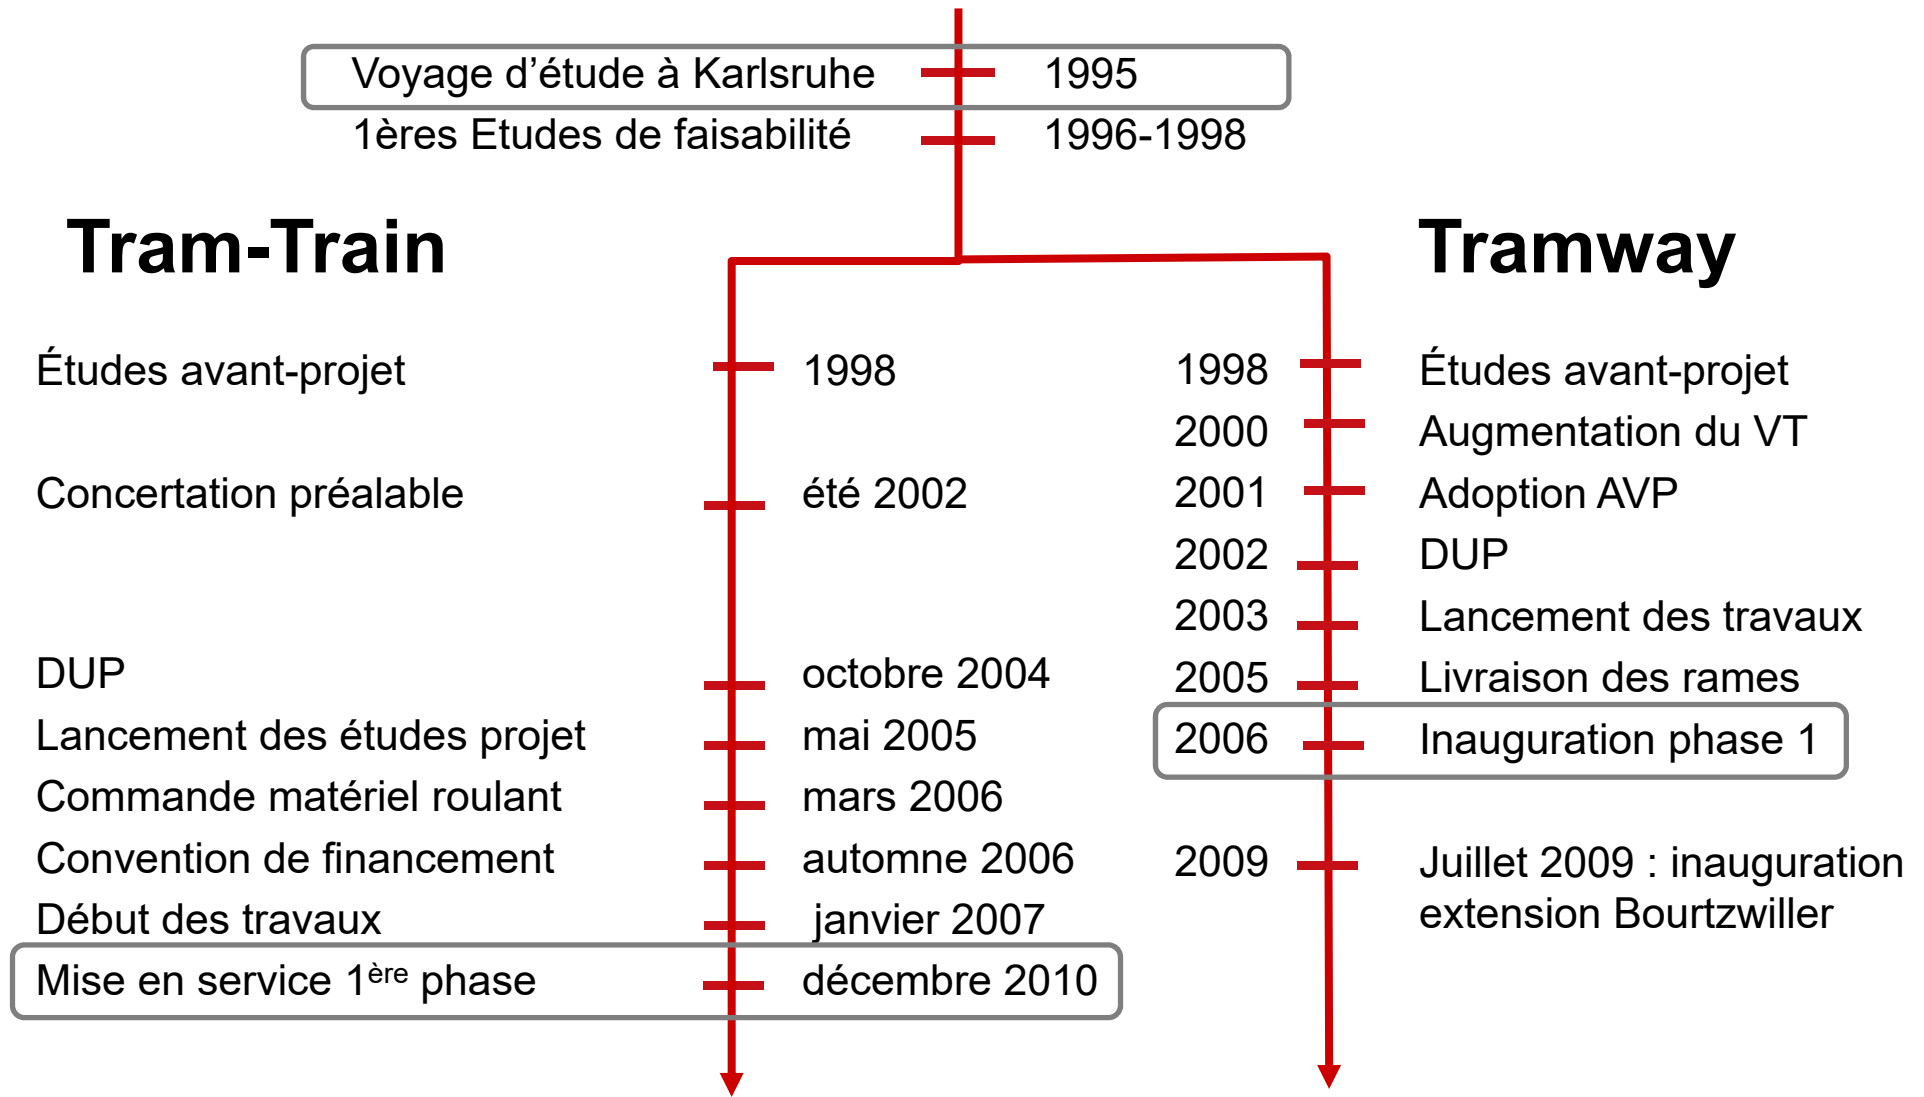 Voyage d’étude à Karlsruhe 1995
1ères Etudes de faisabilité 1996-1998
Tram-Train
Études avant-projet 1998
Concertation préalable été 2002
DUP octobre 2004
Lancement des études projet mai 2005
Commande matériel roulant mars 2006
Convention de financement automne 2006
Début des travaux janvier 2007
Mise en service 1ère phase décembre 2010
Tramway
1998 Études avant-projet
2000 Augmentation du VT
2001 Adoption AVP
2002 DUP
2003 Lancement des travaux
2005 Livraison des rames
2006 Inauguration phase 1
2009 Juillet 2009 : inauguration
extension Bourtzwiller